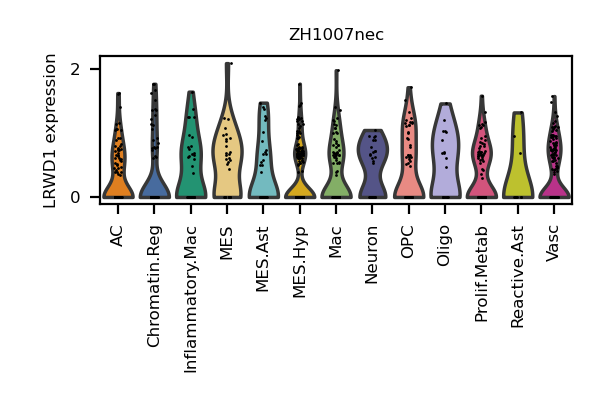 ZH1007nec
LRWD1 expression
2
0
AC
Chromatin.Reg
Inflammatory.Mac
MES
MES.Ast
MES.Hyp
Mac
Neuron
OPC
Oligo
Prolif.Metab
Reactive.Ast
Vasc